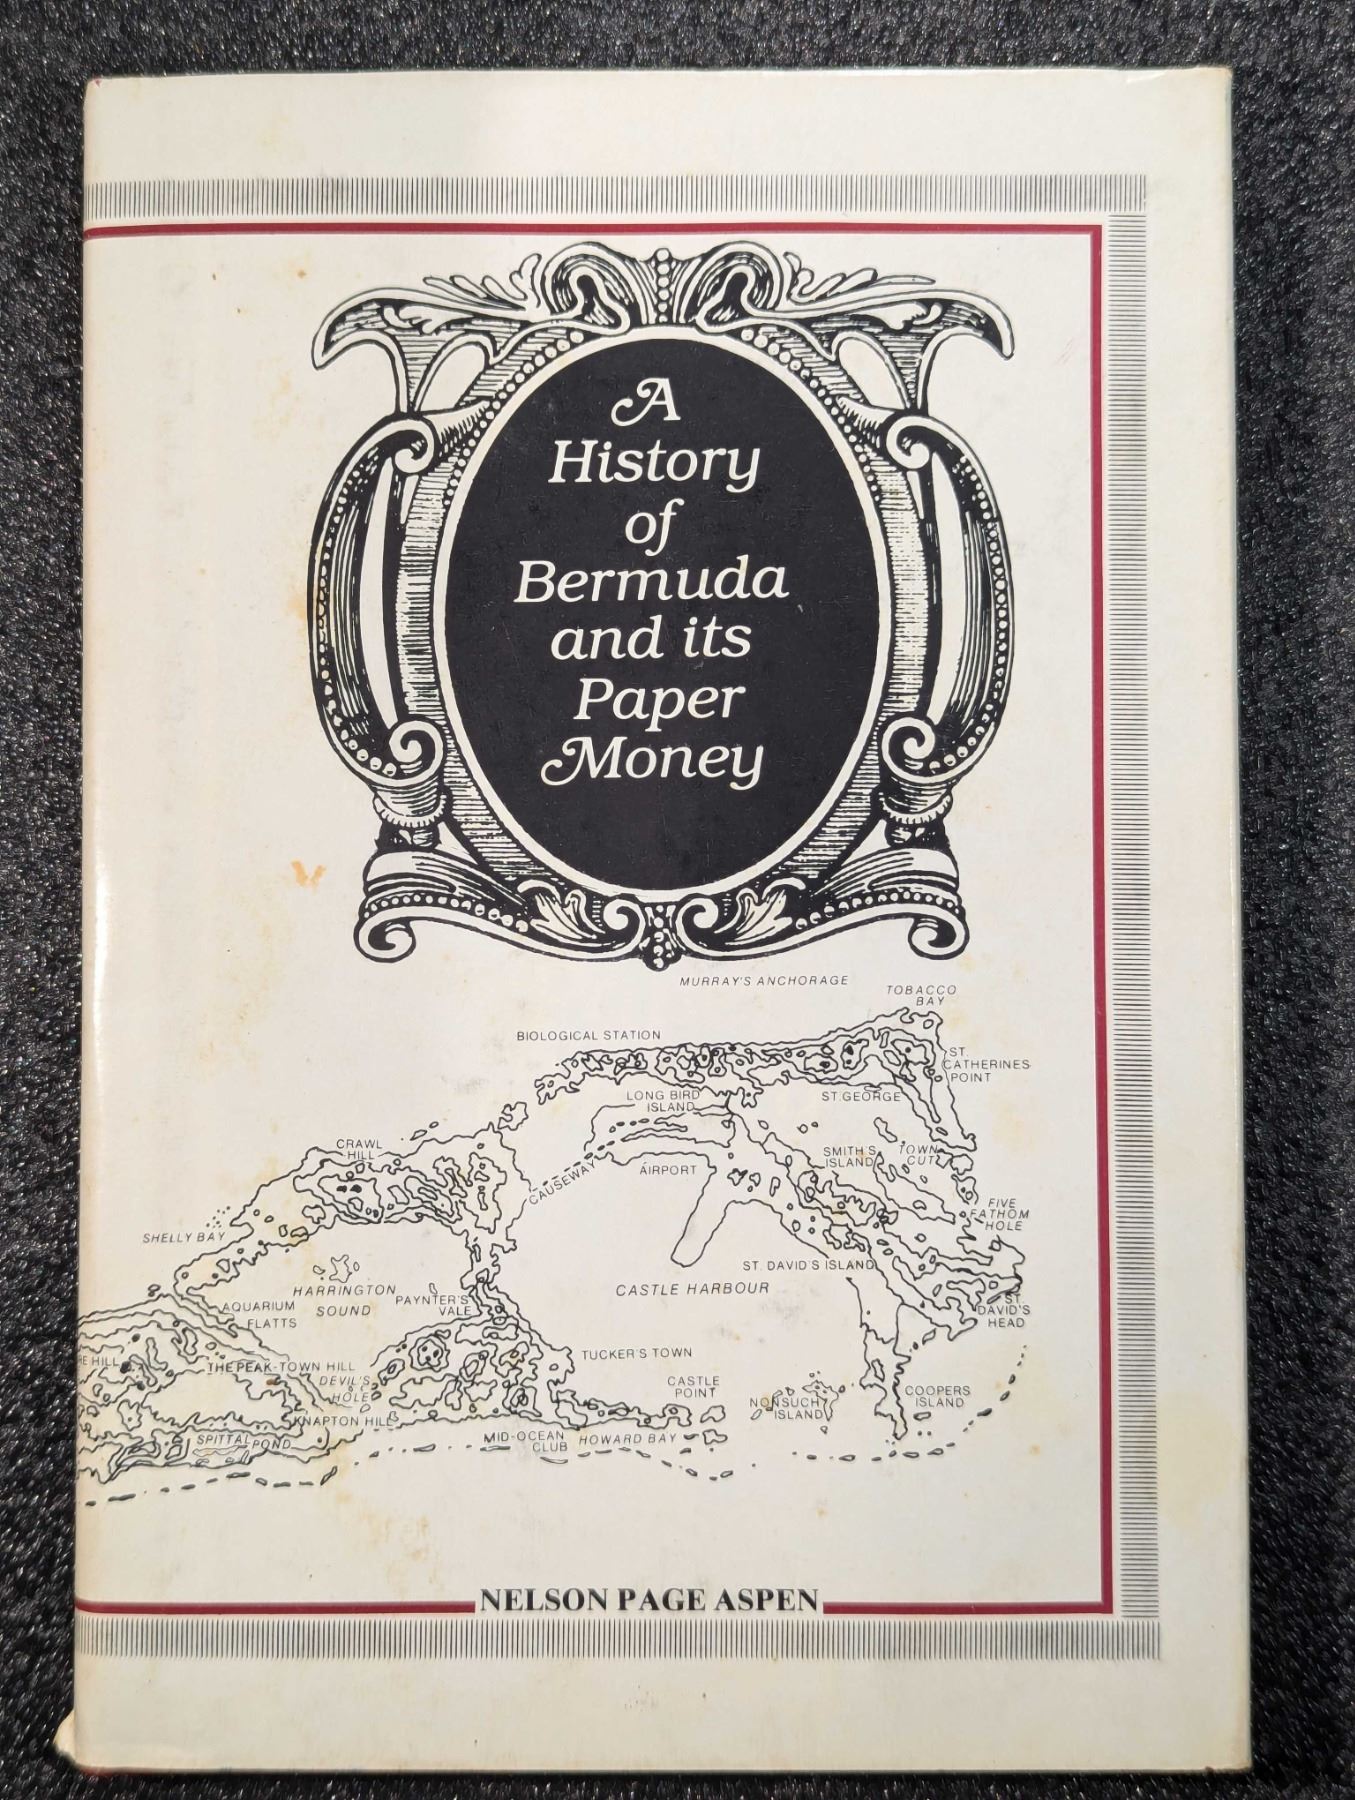 A
History
of
Bermuda
and its
Paper
Money
MURRAY'S ANCHORAGE
TOBACCO
BAY
BIOLOGICAL STATION
ST.
CATHERINES
POINT
LONG BIRD
ISLAND
ST. GEORGE
CRAWL
HILL
SMITH'S
ISLAND
TOWN
CUT
AIRPORT
CAUSEWAY
FIVE
FATHOM
HOLE
SHELLY BAY
ST. DAVID'S ISLAND
HARRINGTON
SOUND
CASTLE HARBOUR
PAYNTER'S
VALE
AQUARIUM
FLATTS
ST.
DAVID'S
HEAD
TUCKER'S TOWN
HILL
THE PEAK-TOWN HILL
DEVIL'S
HOLE
CASTLE
POINT
NONSUCH
ISLAND
COOPERS
ISLAND
KNAPTON HILL
SPITTAL POND
MID-OCEAN
CLUB
HOWARD BAY
NELSON PAGE ASPEN